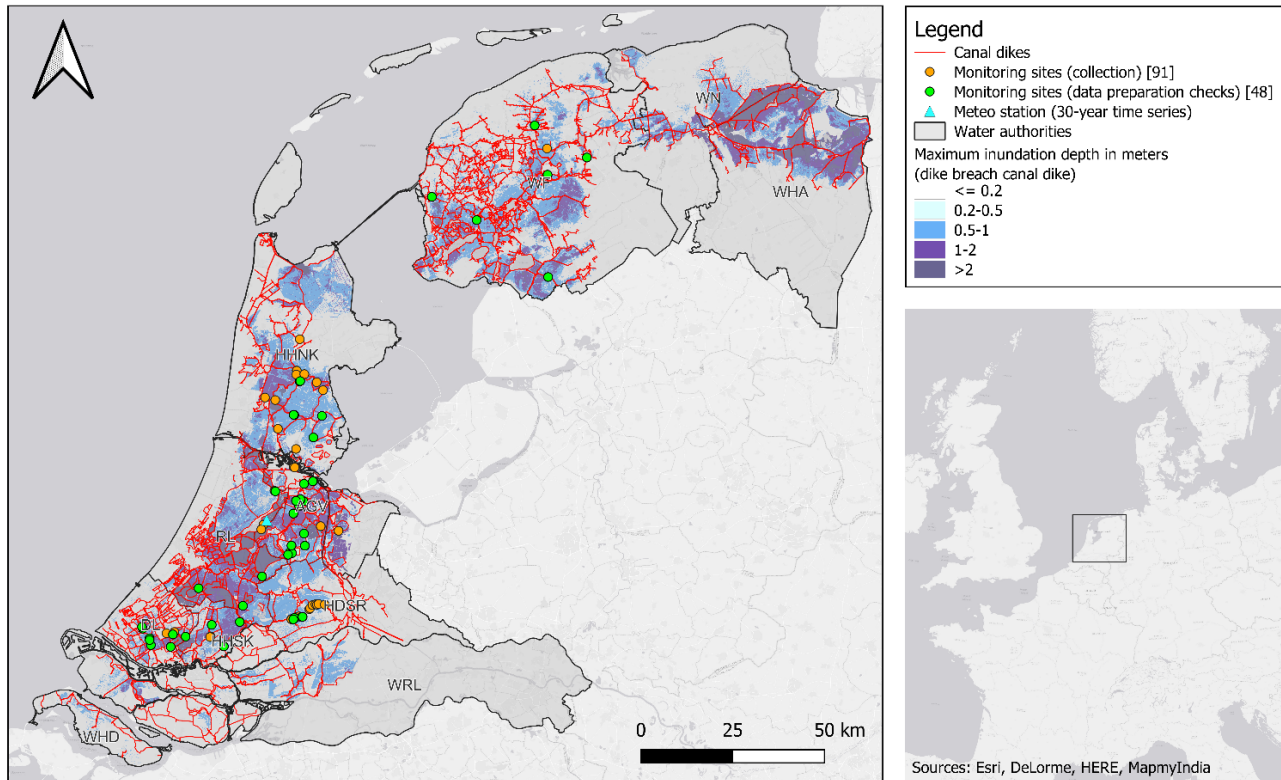 WN
WF
WHA
HHNK
AGV
RL
HDSR
DL
HHSK
WRL
WHD
0 25 50 km
Legend
Canal dikes
Monitoring sites (collection) [91]
Monitoring sites (data preparation checks) [48]
Meteo station (30-year time series)
Water authorities
Maximum inundation depth in meters
(dike breach canal dike)
<= 0.2
0.2-0.5
0.5-1
1-2
>2
Sources: Esri, DeLorme, HERE, MapmyIndia